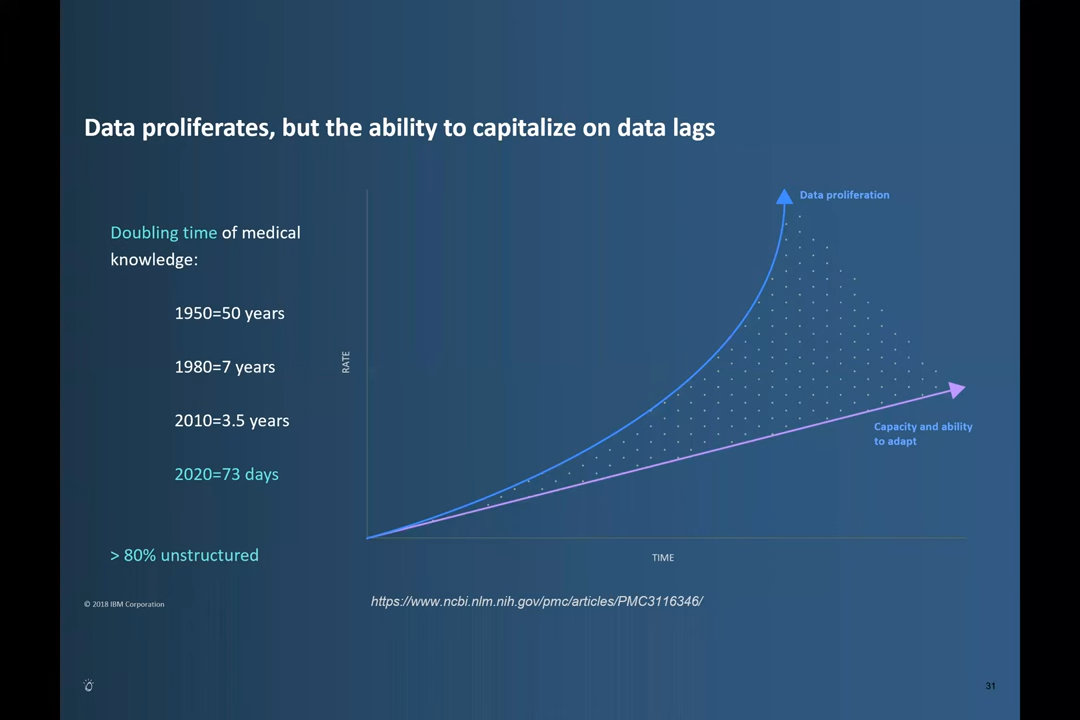 Data proliferates, but the ability to capitalize on data lags
Doubling time of medical
knowledge:
1950=50 years
1980=7 years
2010=3.5 years
2020=73 days
> 80% unstructured
RATE
Data proliferation
Capacity and ability
to adapt
TIME
© 2018 IBM Corporation
https://www.ncbi.nlm.nih.gov/pmc/articles/PMC3116346/
31